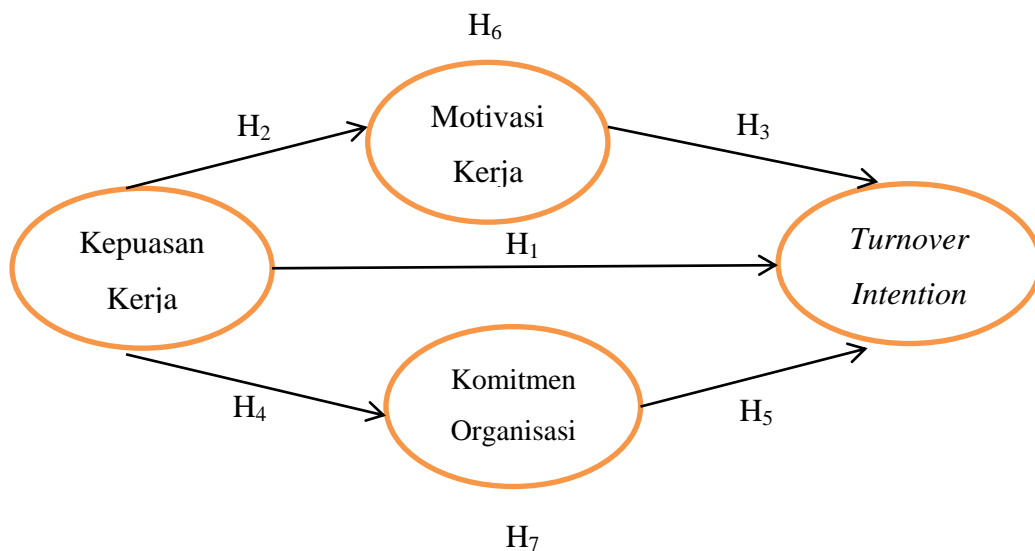 H₆
Motivasi
Kerja
H₂
H₃
Kepuasan
Kerja
H₁
Turnover
Intention
Komitmen
Organisasi
H₄
H₅
H₇